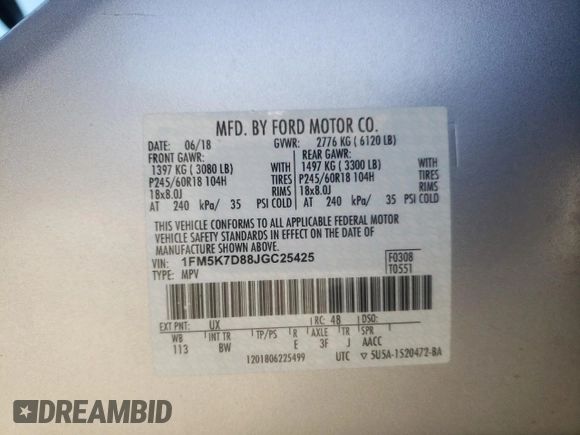 MFD. BY FORD MOTOR CO.
DATE: 06/18 GVWR: 2776 KG ( 6120 LB)
FRONT GAWR: REAR GAWR:
1397 KG ( 3080 LB) WITH 1497 KG ( 3300 LB) WITH
P245/60R18 104H TIRES P245/60R18 104H TIRES
18x8.0J RIMS 18x8.0J RIMS
AT 240 kPa/ 35 PSI COLD AT 240 kPa/ 35 PSI COLD
THIS VEHICLE CONFORMS TO ALL APPLICABLE FEDERAL MOTOR
VEHICLE SAFETY STANDARDS IN EFFECT ON THE DATE OF
MANUFACTURE SHOWN ABOVE.
VIN: 1FM5K7D88JGC25425 F0308
TYPE: MPV T0551
EXT PNT: UX RC: 48 DSO:
WB INT TR TP/PS R AXLE TR SPR
113 BW E 3F J AACC
1201806225499 UTC ▽ 5U5A-1520472-BA
DREAMBID